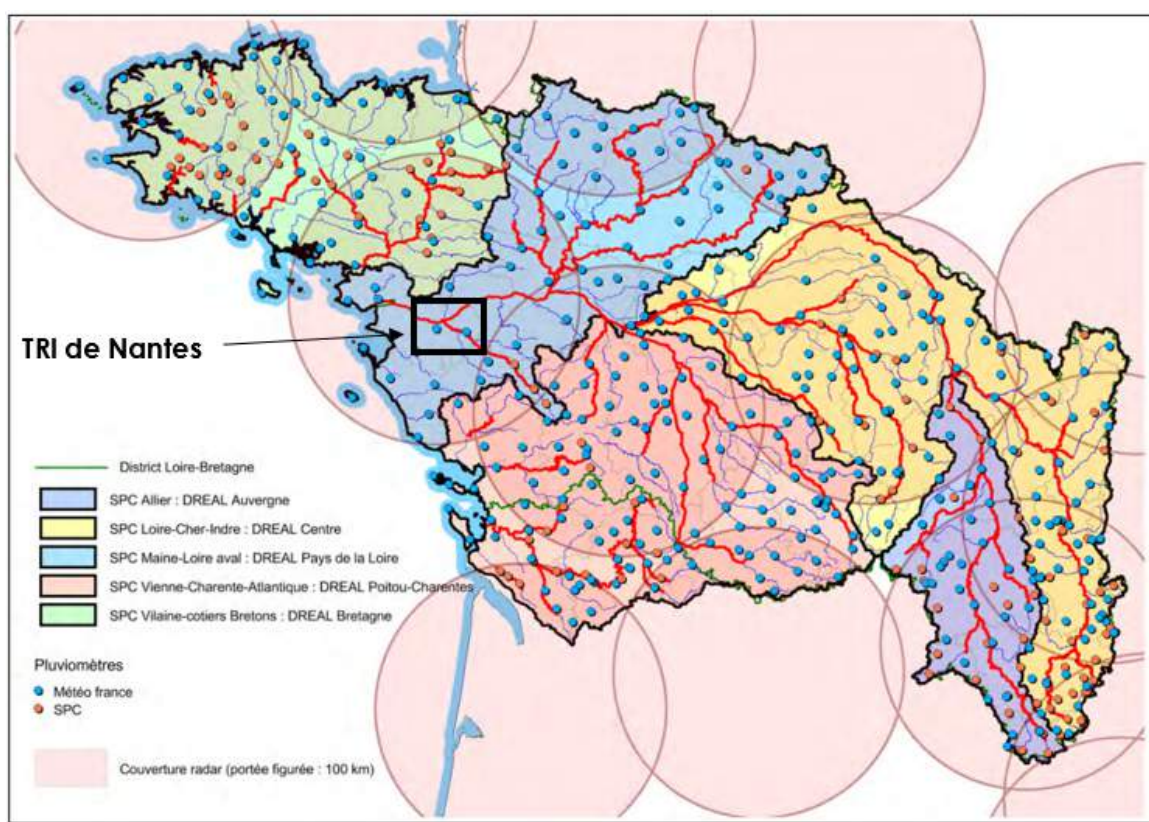 TRI de Nantes
District Loire-Bretagne
SPC Allier : DREAL Auvergne
SPC Loire-Cher-Indre : DREAL Centre
SPC Maine-Loire aval : DREAL Pays de la Loire
SPC Vienne-Charente-Atlantique : DREAL Poitou-Charentes
SPC Vilaine-cotiers Bretons : DREAL Bretagne
Pluviomètres
Météo france
SPC
Couverture radar (portée figurée : 100 km)